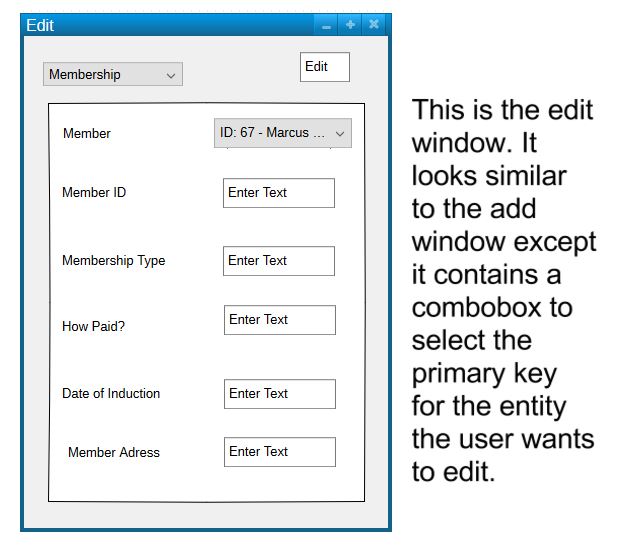 Edit
Membership
Edit
Member
ID: 67 - Marcus ...
Member ID
Enter Text
Membership Type
Enter Text
How Paid?
Enter Text
Date of Induction
Enter Text
Member Adress
Enter Text
This is the edit
window. It
looks similar
to the add
window except
it contains a
combobox to
select the
primary key
for the entity
the user wants
to edit.